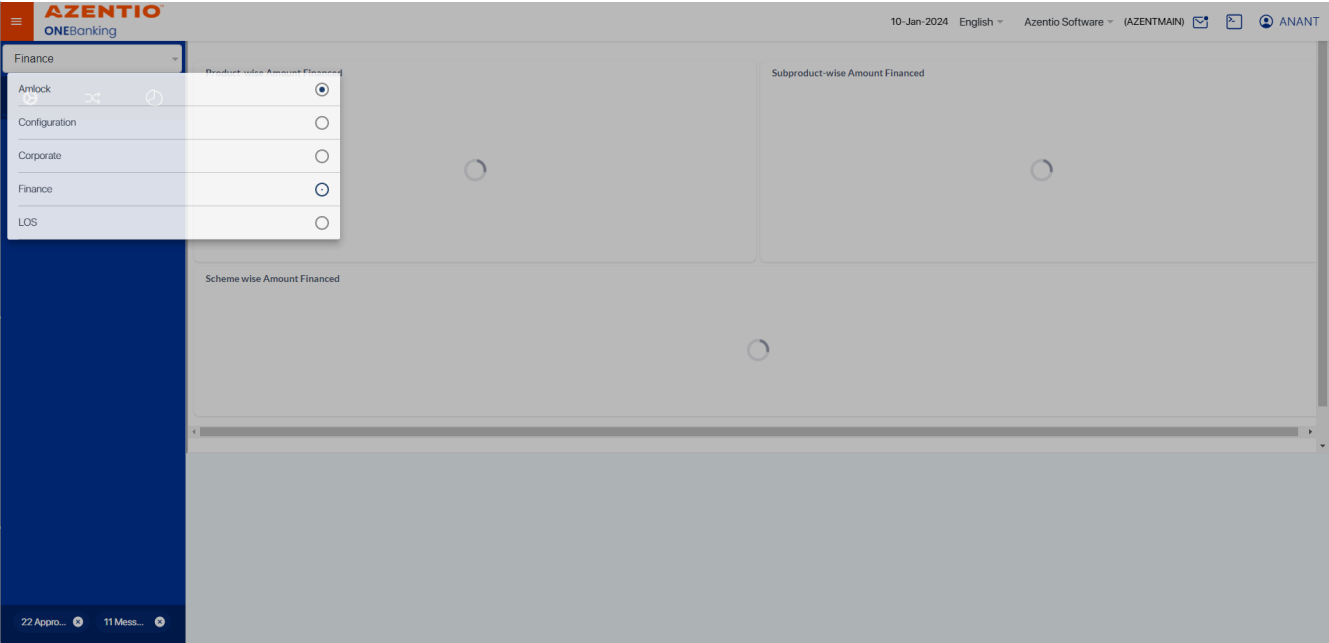 AZENTIO
ONEBanking
10-Jan-2024 English Azentio Software (AZENTMAIN) ANANT
Finance
Product-wise Amount Financed
Subproduct-wise Amount Financed
Amlock
Configuration
Corporate
Finance
LOS
Scheme wise Amount Financed
22 Appro... 11 Mess...